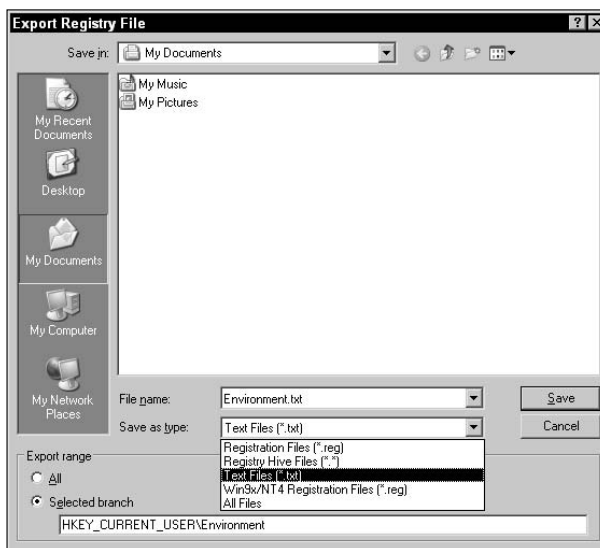 Export Registry File
Save in:
My Documents
My Music
My Pictures
My Recent
Documents
Desktop
My Documents
My Computer
My Network
Places
File name:
Environment.txt
Save
Save as type:
Text Files (*.txt)
Cancel
Registration Files (*.reg)
Registry Hive Files (*.*)
Text Files (*.txt)
Win9x/NT4 Registration Files (*.reg)
All Files
Export range
All
Selected branch
HKEY_CURRENT_USER\Environment